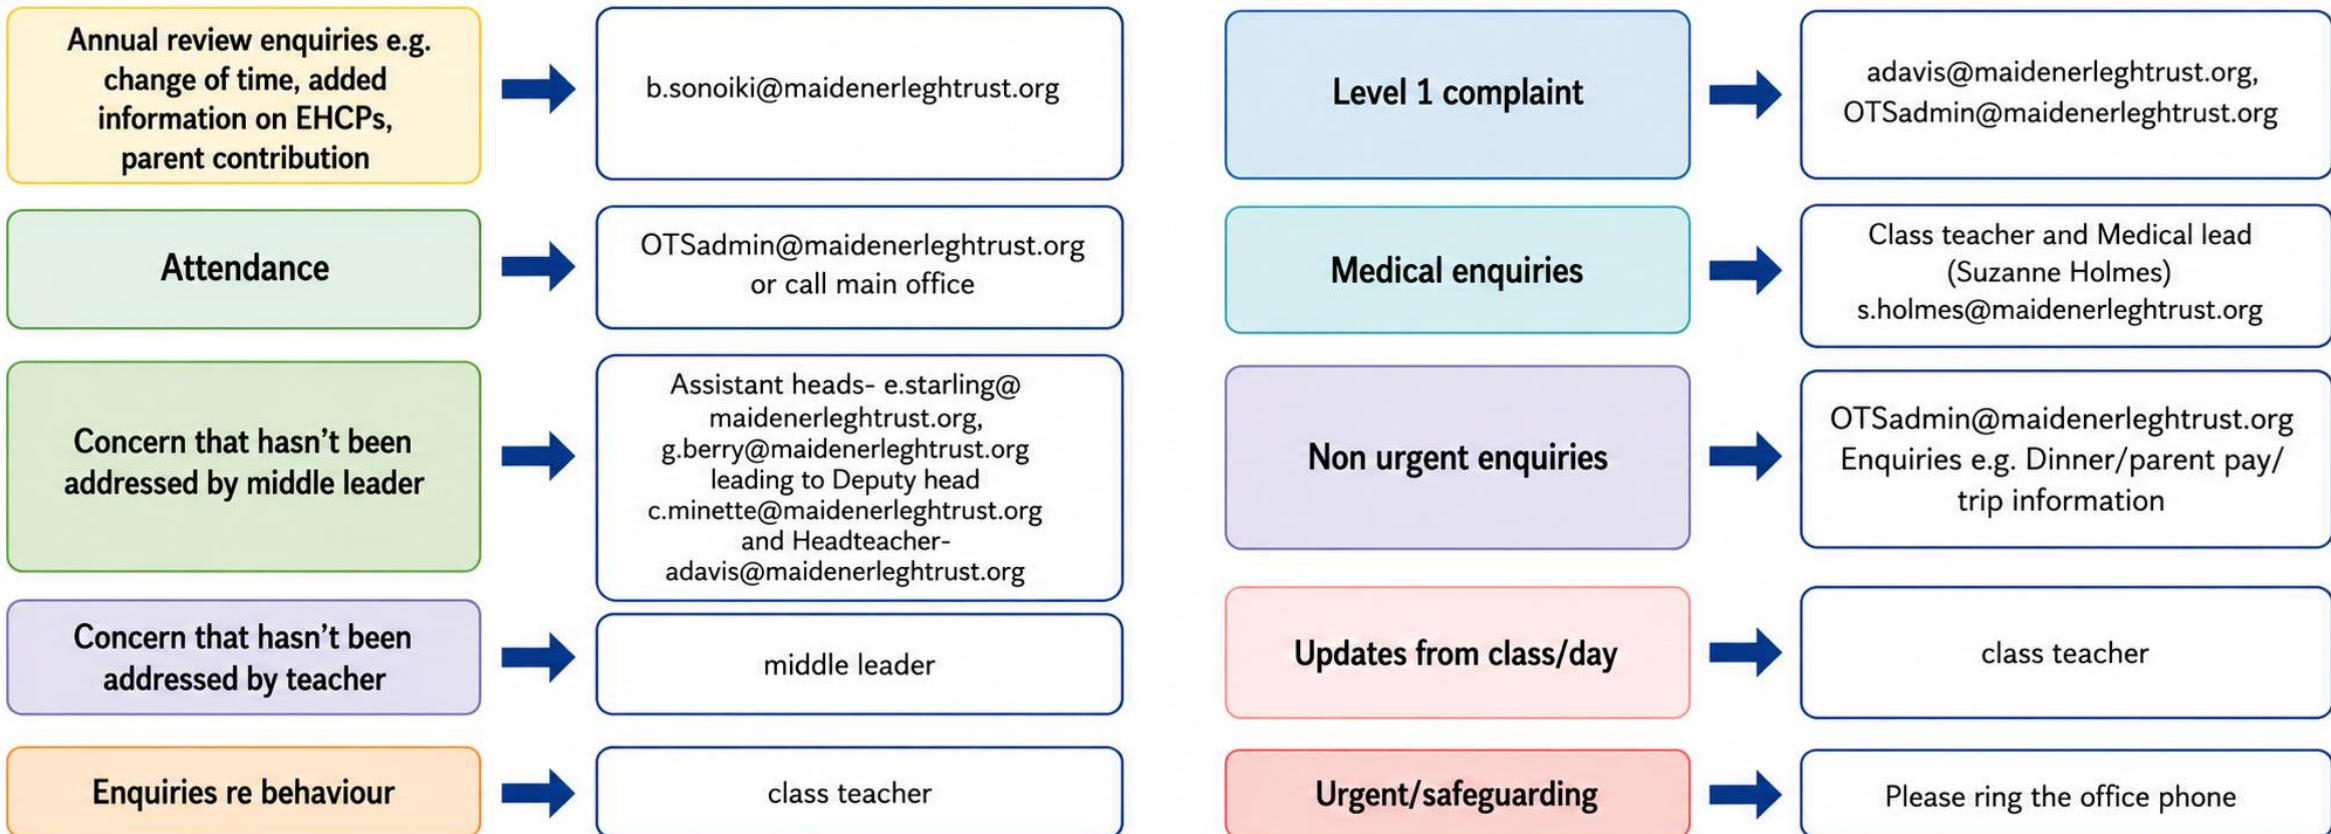 Annual review enquiries e.g.
change of time, added
information on EHCPs,
parent contribution
b.sonoiki@maidenerleghtrust.org
Attendance
OTSadmin@maidenerleghtrust.org
or call main office
Concern that hasn't been
addressed by middle leader
Assistant heads- e.starling@
maidenerleghtrust.org,
g.berry@maidenerleghtrust.org
leading to Deputy head
c.minette@maidenerleghtrust.org
and Headteacher-
adavis@maidenerleghtrust.org
Concern that hasn't been
addressed by teacher
middle leader
Enquiries re behaviour
class teacher
Level 1 complaint
adavis@maidenerleghtrust.org,
OTSadmin@maidenerleghtrust.org
Medical enquiries
Class teacher and Medical lead
(Suzanne Holmes)
s.holmes@maidenerleghtrust.org
Non urgent enquiries
OTSadmin@maidenerleghtrust.org
Enquiries e.g. Dinner/parent pay/
trip information
Updates from class/day
class teacher
Urgent/safeguarding
Please ring the office phone